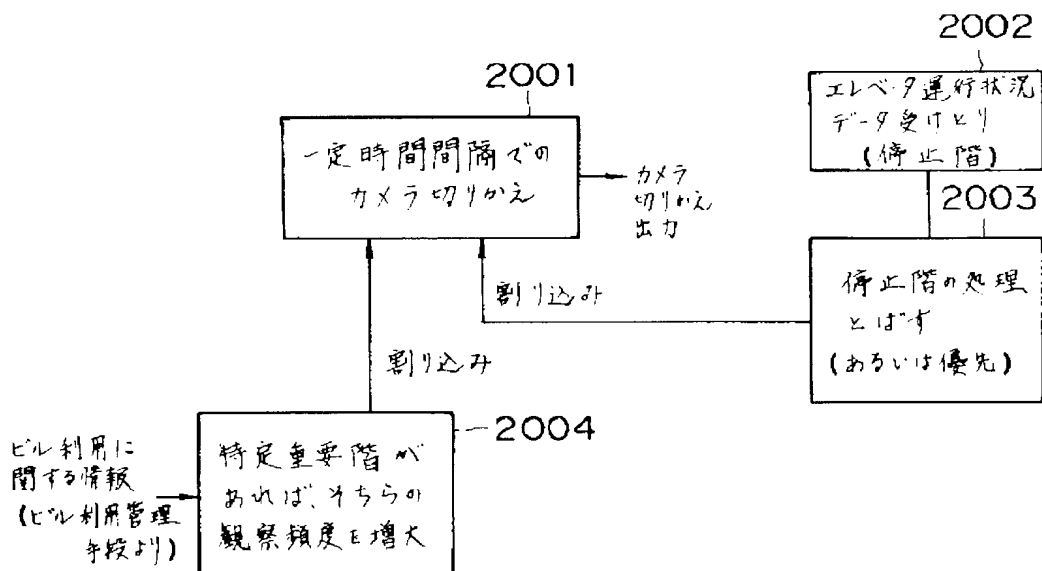 2001
一定時間間隔での
カメラ切りかえ
カメラ
切りかえ
出力
2002
エレベータ運行状況
データ受けとり
(停止階)
2003
停止階の処理
とばす
(あるいは優先)
割り込み
割り込み
2004
特定重要階が
あれば、そちらの
観察頻度を増大
ビル利用に
関する情報
(ビル利用管理
手段より)